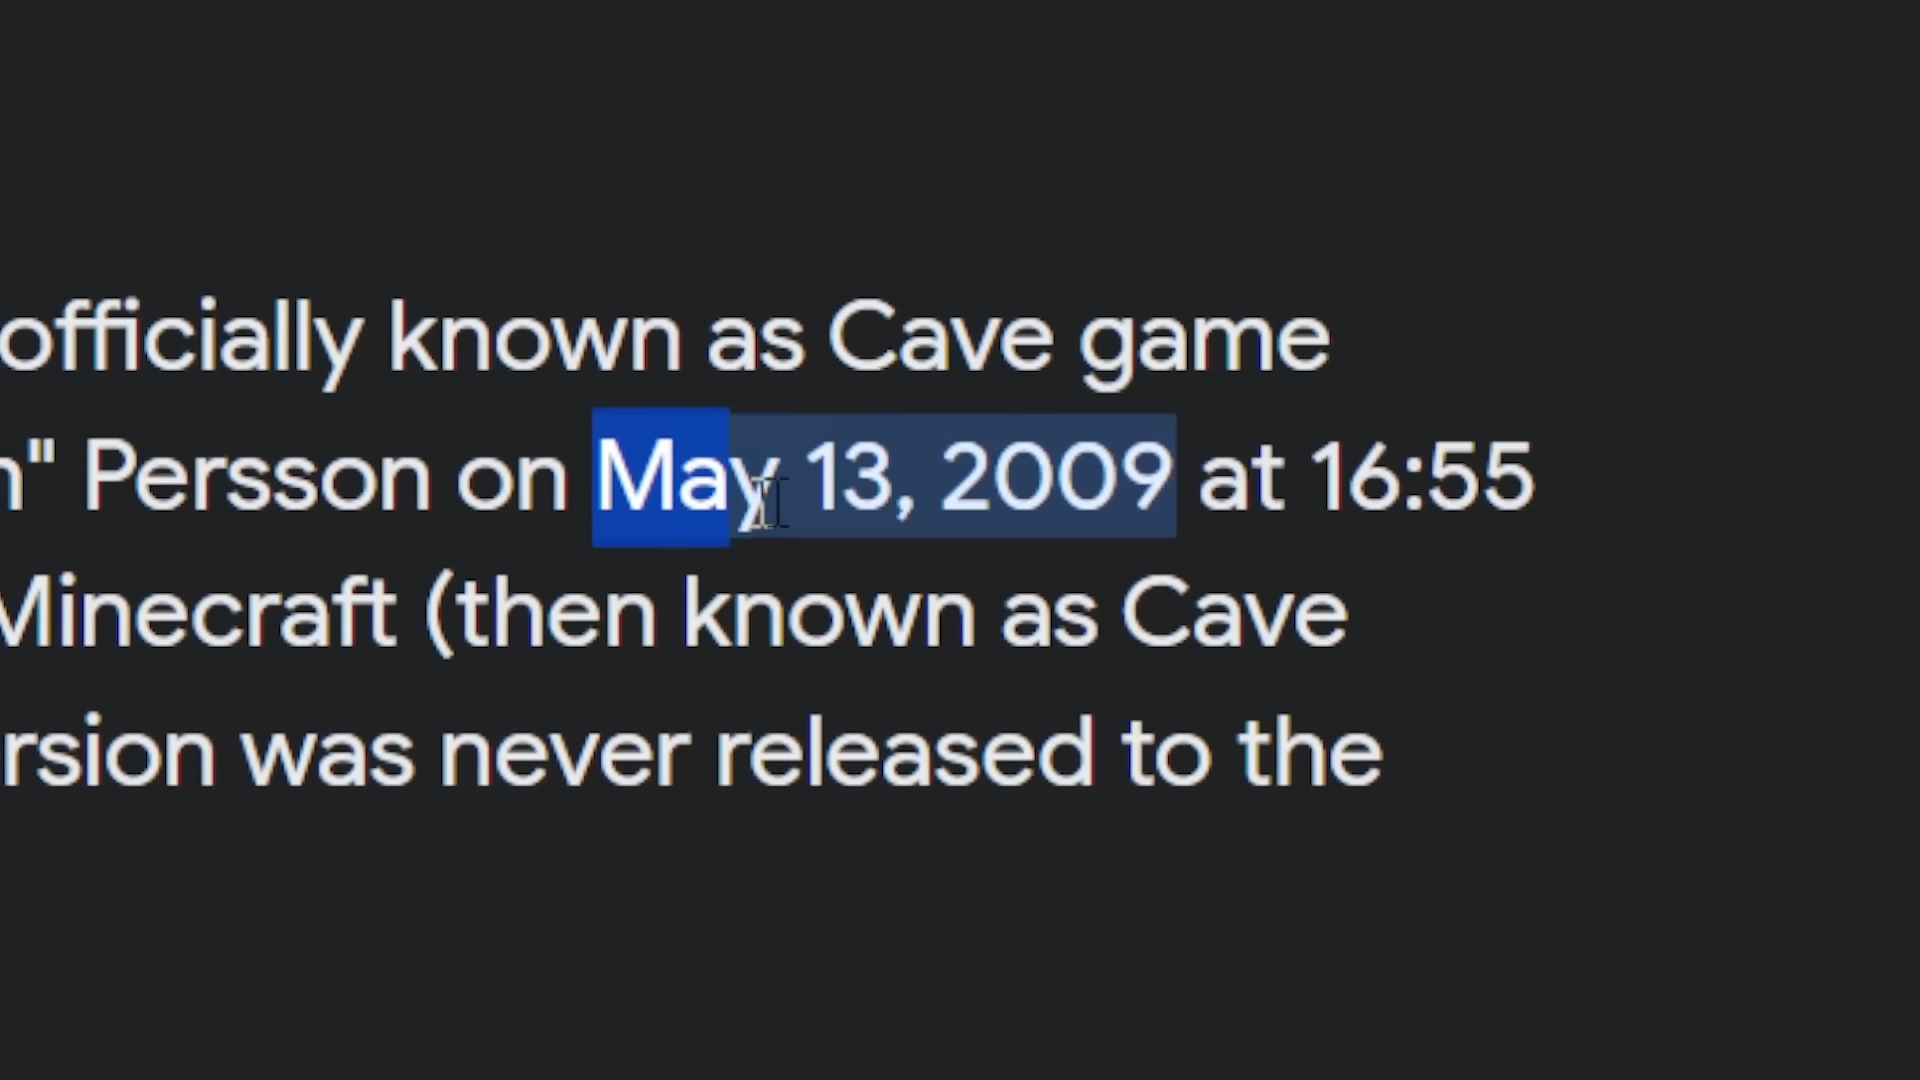 officially known as Cave game
n" Persson on May 13, 2009 at 16:55
Minecraft (then known as Cave
rsion was never released to the